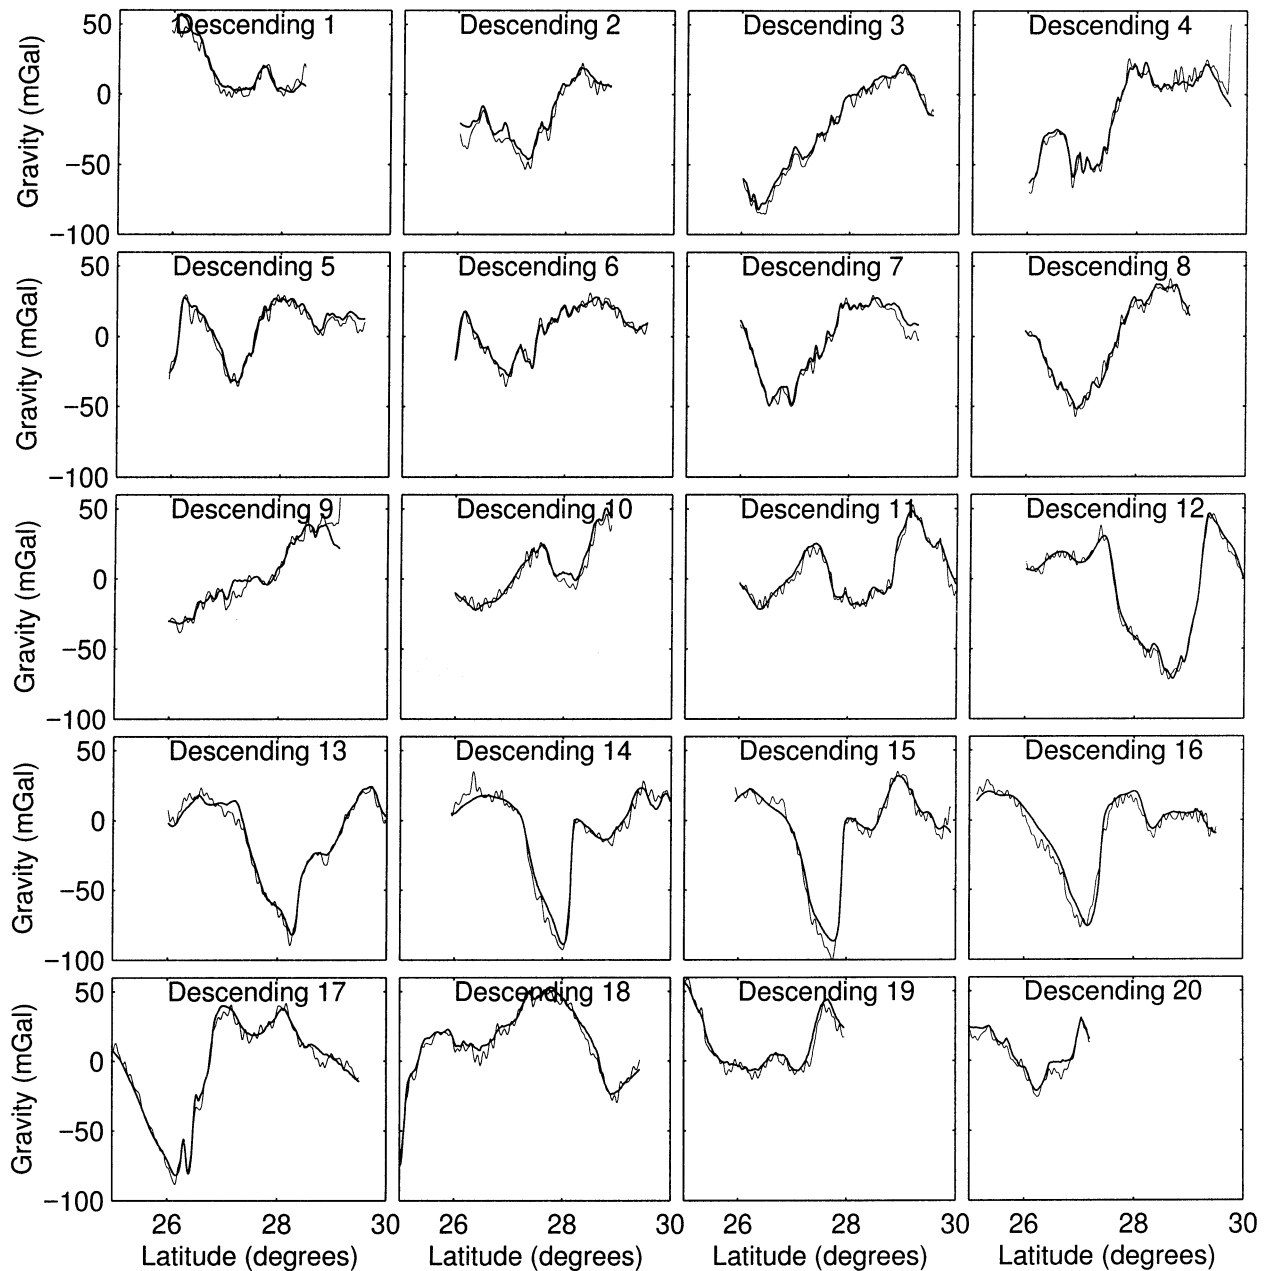 Descending 1 Descending 2 Descending 3 Descending 4
50
0
−50
−100
Gravity (mGal)
Descending 5 Descending 6 Descending 7 Descending 8
50
0
−50
−100
Gravity (mGal)
Descending 9 Descending 10 Descending 11 Descending 12
50
0
−50
−100
Gravity (mGal)
Descending 13 Descending 14 Descending 15 Descending 16
50
0
−50
−100
Gravity (mGal)
Descending 17 Descending 18 Descending 19 Descending 20
50
0
−50
−100
Gravity (mGal)
26 28 30 26 28 30 26 28 30 26 28 30
Latitude (degrees) Latitude (degrees) Latitude (degrees) Latitude (degrees)